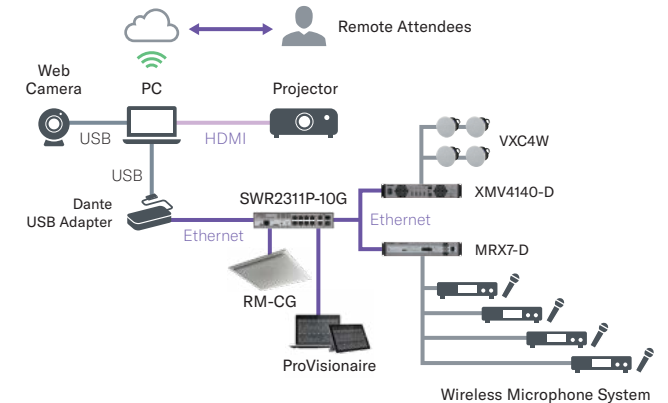 Remote Attendees
Web
Camera
PC
Projector
USB
HDMI
VXC4W
USB
Dante
USB Adapter
SWR2311P-10G
XMV4140-D
Ethernet
Ethernet
MRX7-D
RM-CG
ProVisionaire
Wireless Microphone System